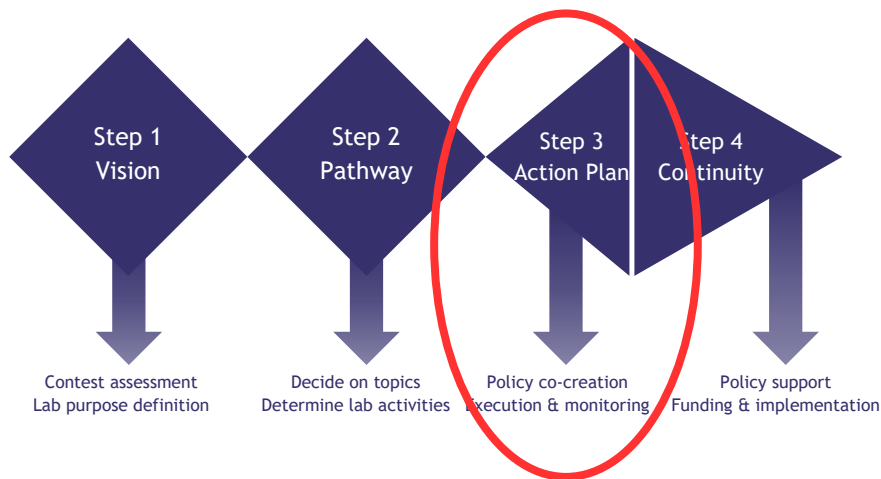 Step 1
Vision
Step 2
Pathway
Step 3
Action Plan
Step 4
Continuity
Contest assessment
Lab purpose definition
Decide on topics
Determine lab activities
Policy co-creation
Execution & monitoring
Policy support
Funding & implementation